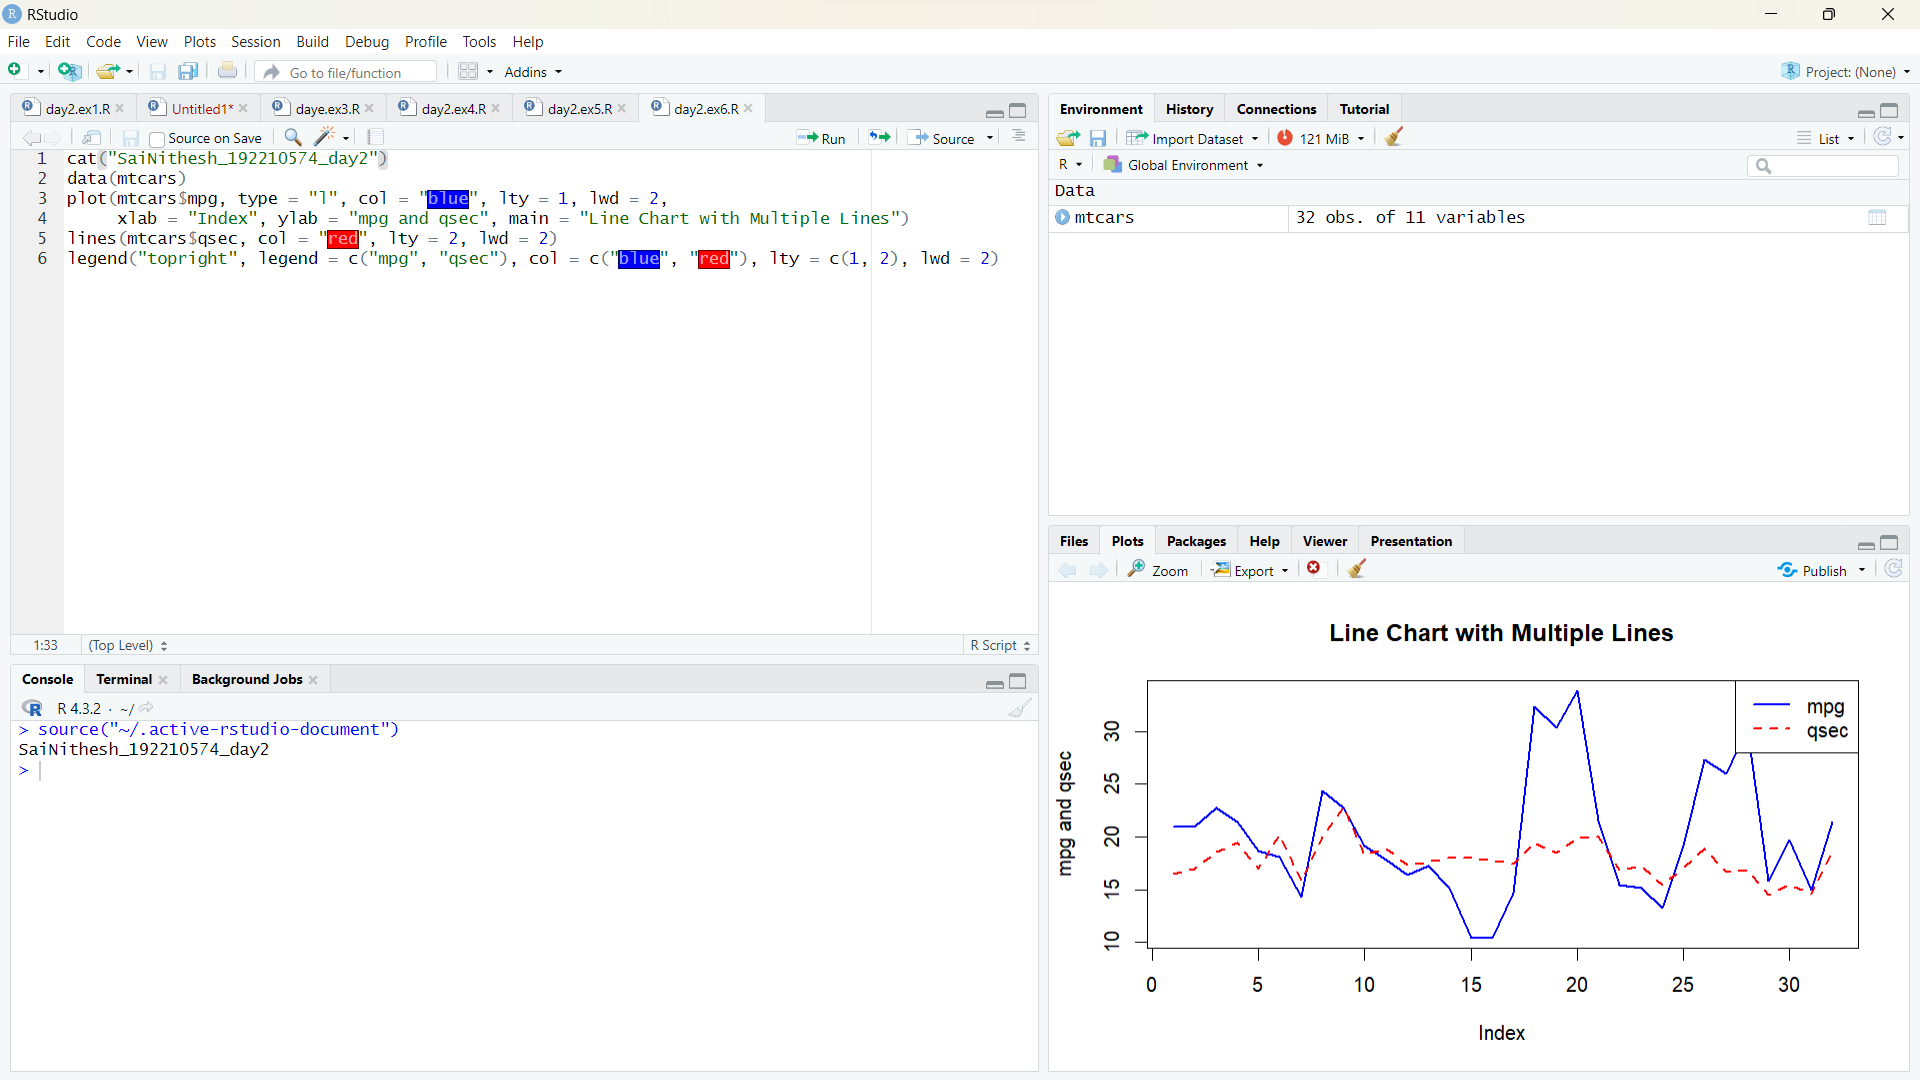 RStudio
File Edit Code View Plots Session Build Debug Profile Tools Help
Go to file/function Addins Project: (None)
day2.ex1.R Untitled1* daye.ex3.R day2.ex4.R day2.ex5.R day2.ex6.R
Source on Save Run Source
1 cat("SaiNithesh_192210574_day2")
2 data(mtcars)
3 plot(mtcars$mpg, type = "l", col = "blue", lty = 1, lwd = 2,
4 xlab = "Index", ylab = "mpg and qsec", main = "Line Chart with Multiple Lines")
5 lines(mtcars$qsec, col = "red", lty = 2, lwd = 2)
6 legend("topright", legend = c("mpg", "qsec"), col = c("blue", "red"), lty = c(1, 2), lwd = 2)
1:33 (Top Level) R Script
Console Terminal Background Jobs
R 4.3.2 · ~/
> source("~/.active-rstudio-document")
SaiNithesh_192210574_day2
>
Environment History Connections Tutorial
Import Dataset 121 MiB List
R Global Environment
Data
mtcars 32 obs. of 11 variables
Files Plots Packages Help Viewer Presentation
Zoom Export Publish
Line Chart with Multiple Lines
mpg
qsec
mpg and qsec
30
25
20
15
10
0 5 10 15 20 25 30
Index